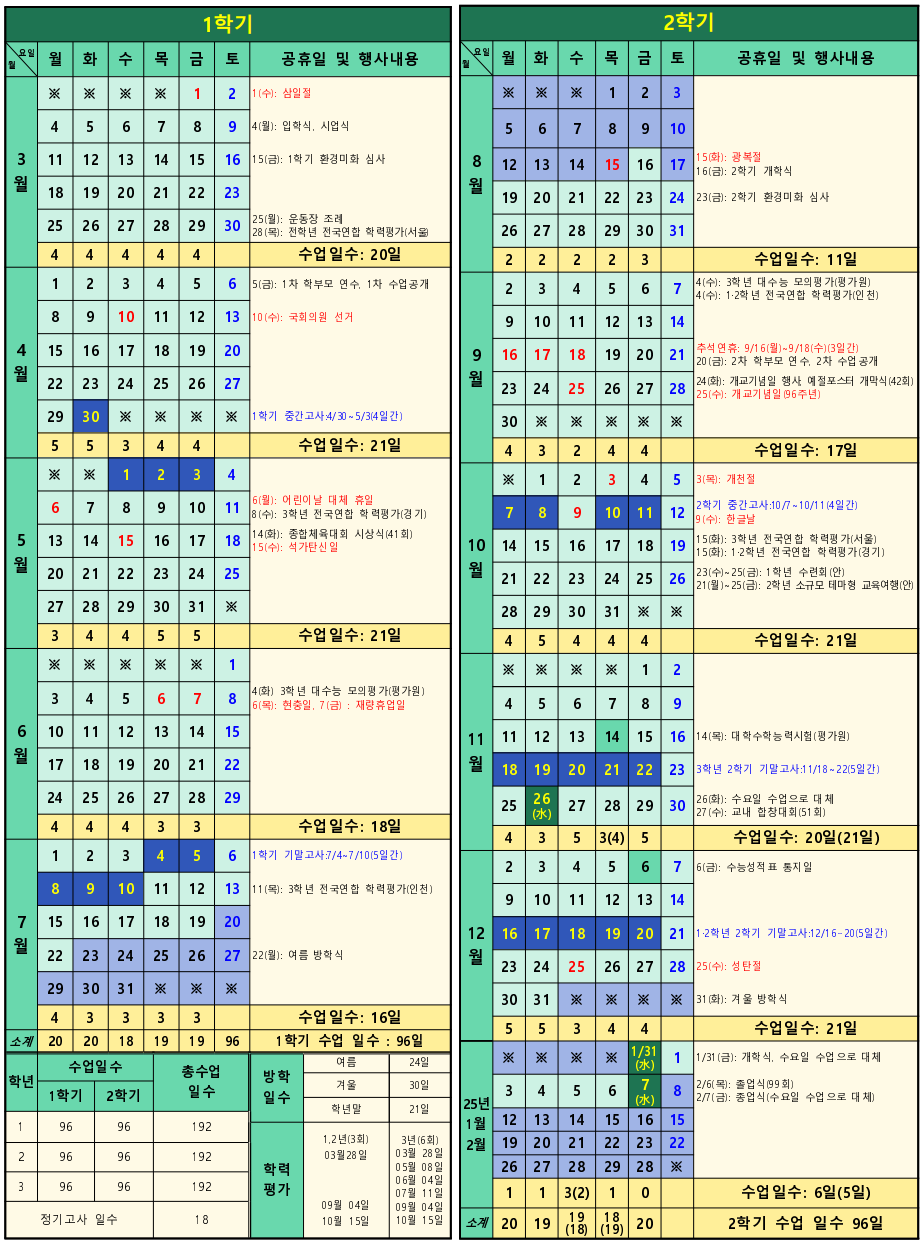 1학기
요일
월 월 화 수 목 금 토 공휴일 및 행사내용
3월
※ ※ ※ ※ 1 2 1(수): 삼일절
4 5 6 7 8 9 4(월): 입학식, 시업식
11 12 13 14 15 16 15(금): 1학기 환경미화 심사
18 19 20 21 22 23
25 26 27 28 29 30 25(월): 운동장 조례
28(목): 전학년 전국연합 학력평가(서울)
4 4 4 4 4 수업일수: 20일
4월
1 2 3 4 5 6 5(금): 1차 학부모 연수, 1차 수업공개
8 9 10 11 12 13 10(수): 국회의원 선거
15 16 17 18 19 20
22 23 24 25 26 27
29 30 ※ ※ ※ ※ 1학기 중간고사:4/30~5/3(4일간)
5 5 3 4 4 수업일수: 21일
5월
※ ※ 1 2 3 4
6 7 8 9 10 11 6(월): 어린이날 대체 휴일
8(수): 3학년 전국연합 학력평가(경기)
13 14 15 16 17 18 14(화): 종합체육대회 시상식(41회)
15(수): 석가탄신일
20 21 22 23 24 25
27 28 29 30 31 ※
3 4 4 5 5 수업일수: 21일
6월
※ ※ ※ ※ ※ 1
3 4 5 6 7 8 4(화) 3학년 대수능 모의평가(평가원)
6(목): 현충일, 7(금) : 재량휴업일
10 11 12 13 14 15
17 18 19 20 21 22
24 25 26 27 28 29
4 4 4 3 3 수업일수: 18일
7월
1 2 3 4 5 6 1학기 기말고사:7/4~7/10(5일간)
8 9 10 11 12 13 11(목): 3학년 전국연합 학력평가(인천)
15 16 17 18 19 20
22 23 24 25 26 27 22(월): 여름 방학식
29 30 31 ※ ※ ※
4 3 3 3 3 수업일수: 16일
소계 20 20 18 19 19 96 1학기 수업 일수 : 96일
학년 수업일수 총수업 일수
1학기 2학기
1 96 96 192
2 96 96 192
3 96 96 192
정기고사 일수 18
방학 일수
여름 24일
겨울 30일
학년말 21일
학력 평가
1,2년(3회)
03월28일
09월 04일
10월 15일
3년(6회)
03월 28일
05월 08일
06월 04일
07월 11일
09월 04일
10월 15일
2학기
요일
월 월 화 수 목 금 토 공휴일 및 행사내용
8월
※ ※ ※ 1 2 3
5 6 7 8 9 10
12 13 14 15 16 17 15(화): 광복절
16(금): 2학기 개학식
19 20 21 22 23 24 23(금): 2학기 환경미화 심사
26 27 28 29 30 31
2 2 2 2 3 수업일수: 11일
9월
2 3 4 5 6 7 4(수): 3학년 대수능 모의평가(평가원)
4(수): 1·2학년 전국연합 학력평가(인천)
9 10 11 12 13 14
16 17 18 19 20 21 추석연휴: 9/16(월)~9/18(수)(3일간)
20(금): 2차 학부모 연수, 2차 수업공개
23 24 25 26 27 28 24(화): 개교기념일 행사, 예절포스터 개막식(42회)
25(수): 개교기념일(96주년)
30 ※ ※ ※ ※ ※
4 3 2 4 4 수업일수: 17일
10월
※ 1 2 3 4 5 3(목): 개천절
7 8 9 10 11 12 2학기 중간고사:10/7~10/11(4일간)
9(수): 한글날
14 15 16 17 18 19 15(화): 3학년 전국연합 학력평가(서울)
15(화): 1·2학년 전국연합 학력평가(경기)
21 22 23 24 25 26 23(수)~25(금): 1학년 수련회(안)
21(월)~25(금): 2학년 소규모 테마형 교육여행(안)
28 29 30 31 ※ ※
4 5 4 4 4 수업일수: 21일
11월
※ ※ ※ ※ 1 2
4 5 6 7 8 9
11 12 13 14 15 16 14(목): 대학수학능력시험(평가원)
18 19 20 21 22 23 3학년 2학기 기말고사:11/18~22(5일간)
25 26(水) 27 28 29 30 26(화): 수요일 수업으로 대체
27(수): 교내 합창대회(51회)
4 3 5 3(4) 5 수업일수: 20일(21일)
12월
2 3 4 5 6 7 6(금): 수능성적표 통지일
9 10 11 12 13 14
16 17 18 19 20 21 1·2학년 2학기 기말고사:12/16~20(5일간)
23 24 25 26 27 28 25(수): 성탄절
30 31 ※ ※ ※ ※ 31(화): 겨울 방학식
5 5 3 4 4 수업일수: 21일
25년
1월
2월
※ ※ ※ ※ 1/31(水) 1 1/31(금): 개학식, 수요일 수업으로 대체
3 4 5 6 7(水) 8 2/6(목): 졸업식(99회)
2/7(금): 종업식(수요일 수업으로 대체)
12 13 14 15 16 15
19 20 21 22 23 22
26 27 28 29 28 ※
1 1 3(2) 1 0 수업일수: 6일(5일)
소계 20 19 19(18) 18(19) 20 2학기 수업 일수 96일